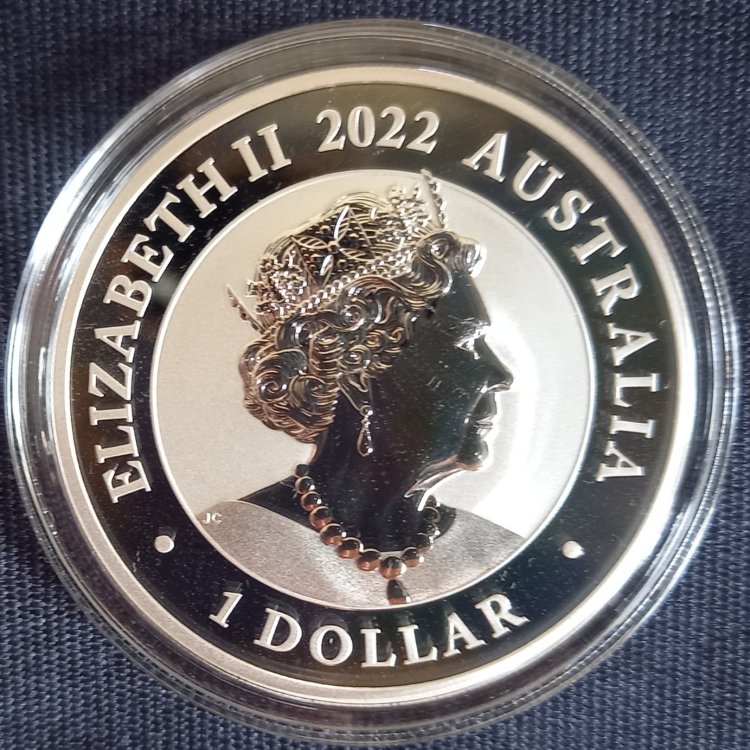 ELIZABETH II 2022 AUSTRALIA
JC
1 DOLLAR